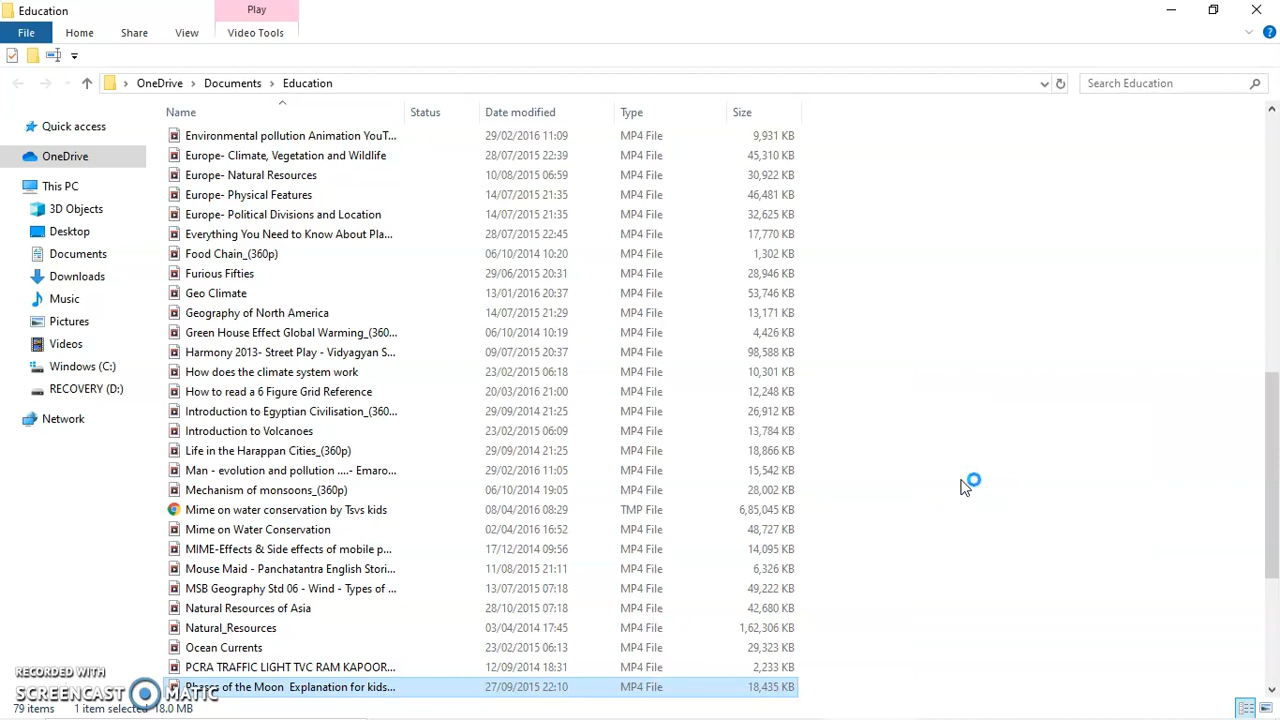 Education
Play
File
Home
Share
View
Video Tools
OneDrive
Documents
Education
Search Education
Name
Status
Date modified
Type
Size
Quick access
OneDrive
This PC
3D Objects
Desktop
Documents
Downloads
Music
Pictures
Videos
Windows (C:)
RECOVERY (D:)
Network
Environmental pollution Animation YouT... 29/02/2016 11:09 MP4 File 9,931 KB
Europe- Climate, Vegetation and Wildlife 28/07/2015 22:39 MP4 File 45,310 KB
Europe- Natural Resources 10/08/2015 06:59 MP4 File 30,922 KB
Europe- Physical Features 14/07/2015 21:35 MP4 File 46,481 KB
Europe- Political Divisions and Location 14/07/2015 21:35 MP4 File 32,625 KB
Everything You Need to Know About Pla... 28/07/2015 22:45 MP4 File 17,770 KB
Food Chain_(360p) 06/10/2014 10:20 MP4 File 1,302 KB
Furious Fifties 29/06/2015 20:31 MP4 File 28,946 KB
Geo Climate 13/01/2016 20:37 MP4 File 53,746 KB
Geography of North America 14/07/2015 21:29 MP4 File 13,171 KB
Green House Effect Global Warming_(360... 06/10/2014 10:19 MP4 File 4,426 KB
Harmony 2013- Street Play - Vidyagyan S... 09/07/2015 20:37 MP4 File 98,588 KB
How does the climate system work 23/02/2015 06:18 MP4 File 10,301 KB
How to read a 6 Figure Grid Reference 20/03/2016 21:00 MP4 File 12,248 KB
Introduction to Egyptian Civilisation_(360... 29/09/2014 21:25 MP4 File 26,912 KB
Introduction to Volcanoes 23/02/2015 06:09 MP4 File 13,784 KB
Life in the Harappan Cities_(360p) 29/09/2014 21:25 MP4 File 18,866 KB
Man - evolution and pollution ....- Emaro... 29/02/2016 11:05 MP4 File 15,542 KB
Mechanism of monsoons_(360p) 06/10/2014 19:05 MP4 File 28,002 KB
Mime on water conservation by Tsvs kids 08/04/2016 08:29 TMP File 6,85,045 KB
Mime on Water Conservation 02/04/2016 16:52 MP4 File 48,727 KB
MIME-Effects & Side effects of mobile p... 17/12/2014 09:56 MP4 File 14,095 KB
Mouse Maid - Panchatantra English Stori... 11/08/2015 21:11 MP4 File 6,326 KB
MSB Geography Std 06 - Wind - Types of ... 13/07/2015 07:18 MP4 File 49,222 KB
Natural Resources of Asia 28/10/2015 07:18 MP4 File 42,680 KB
Natural_Resources 03/04/2014 17:45 MP4 File 1,62,306 KB
Ocean Currents 23/02/2015 06:13 MP4 File 29,323 KB
PCRA TRAFFIC LIGHT TVC RAM KAPOOR... 12/09/2014 18:31 MP4 File 2,233 KB
Phases of the Moon Explanation for kids... 27/09/2015 22:10 MP4 File 18,435 KB
RECORDED WITH
SCREENCAST MATIC
79 items 1 item selected 18.0 MB